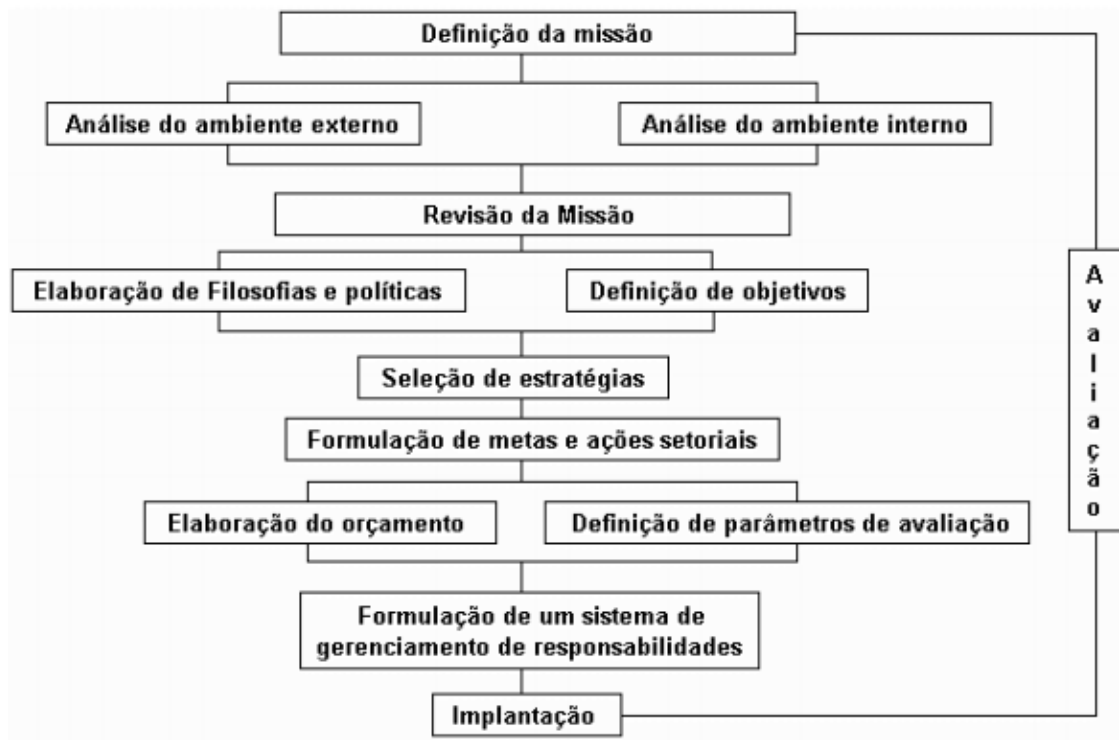 Definição da missão
Análise do ambiente externo
Análise do ambiente interno
Revisão da Missão
Elaboração de Filosofias e políticas
Definição de objetivos
Seleção de estratégias
Formulação de metas e ações setoriais
Elaboração do orçamento
Definição de parâmetros de avaliação
Formulação de um sistema de
gerenciamento de responsabilidades
Implantação
Avaliação